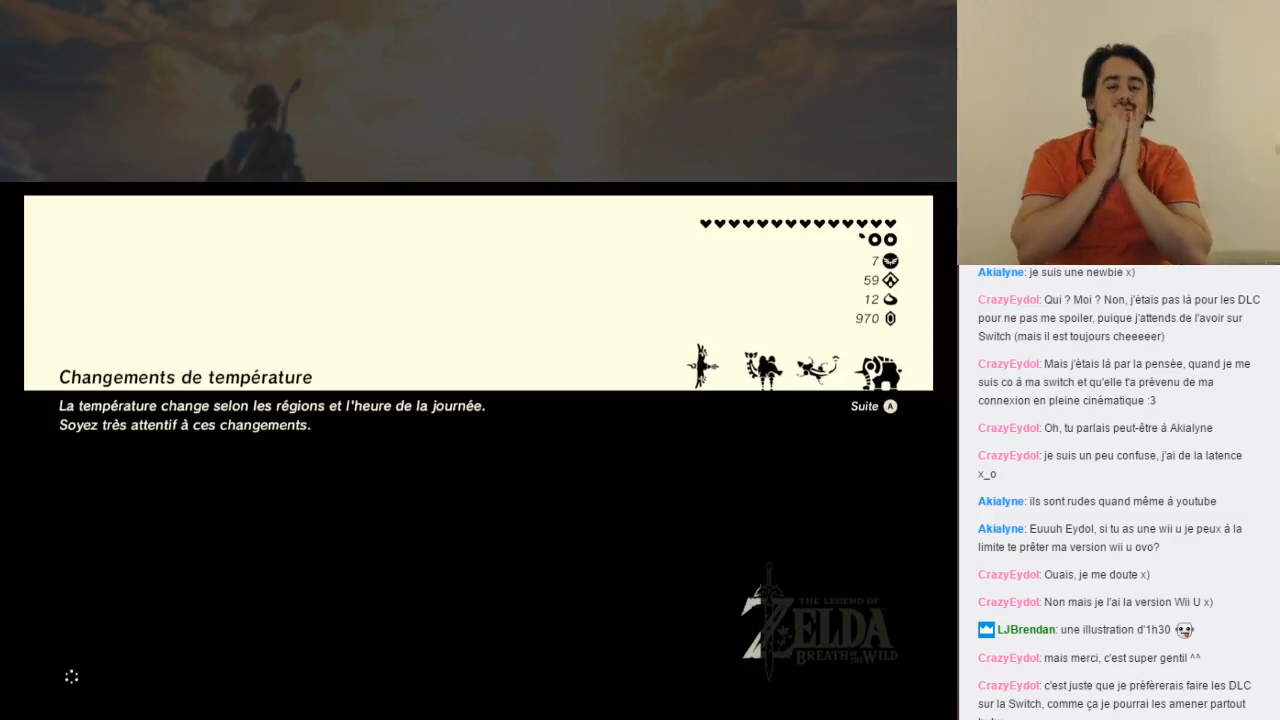 7
59
12
970
Changements de température
La température change selon les régions et l'heure de la journée.
Soyez très attentif à ces changements.
Suite A
THE LEGEND OF
ZELDA
BREATH OF THE WILD
Akialyne: je suis une newbie x)
CrazyEydol: Qui ? Moi ? Non, j'étais pas là pour les DLC
pour ne pas me spoiler, puique j'attends de l'avoir sur
Switch (mais il est toujours cheeeeer)
CrazyEydol: Mais j'étais là par la pensée, quand je me
suis co à ma switch et qu'elle t'a prévenu de ma
connexion en pleine cinématique :3
CrazyEydol: Oh, tu parlais peut-être à Akialyne
CrazyEydol: je suis un peu confuse, j'ai de la latence
x_o
Akialyne: ils sont rudes quand même à youtube
Akialyne: Euuuh Eydol, si tu as une wii u je peux à la
limite te prêter ma version wii u ovo?
CrazyEydol: Ouais, je me doute x)
CrazyEydol: Non mais je l'ai la version Wii U x)
LJBrendan: une illustration d'1h30
CrazyEydol: mais merci, c'est super gentil ^^
CrazyEydol: c'est juste que je préfèrerais faire les DLC
sur la Switch, comme ça je pourrai les amener partout